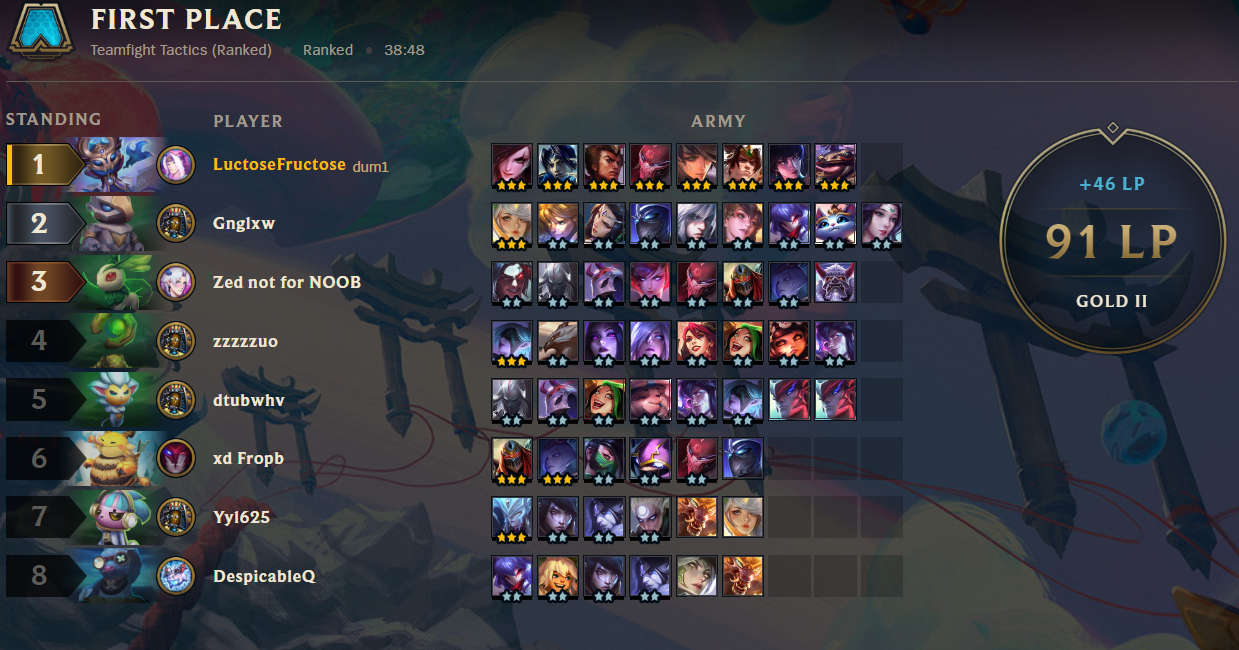 FIRST PLACE
Teamfight Tactics (Ranked) • Ranked • 38:48
STANDING PLAYER ARMY
1 LuctoseFructose dum1
2 Gnglxw
3 Zed not for NOOB
4 zzzzzuo
5 dtubwhv
6 xd Fropb
7 Yyl625
8 DespicableQ
+46 LP
91 LP
GOLD II